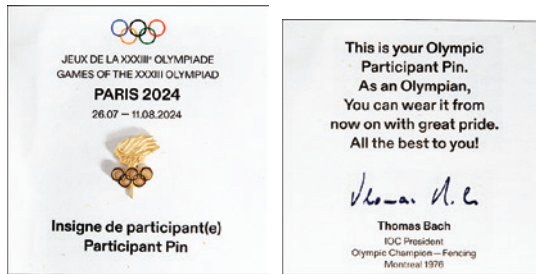 JEUX DE LA XXXIIIᵉ OLYMPIADE
GAMES OF THE XXXIII OLYMPIAD
PARIS 2024
26.07 – 11.08.2024
Insigne de participant(e)
Participant Pin
This is your Olympic
Participant Pin.
As an Olympian,
You can wear it from
now on with great pride.
All the best to you!
Thomas Bach
IOC President
Olympic Champion – Fencing
Montreal 1976